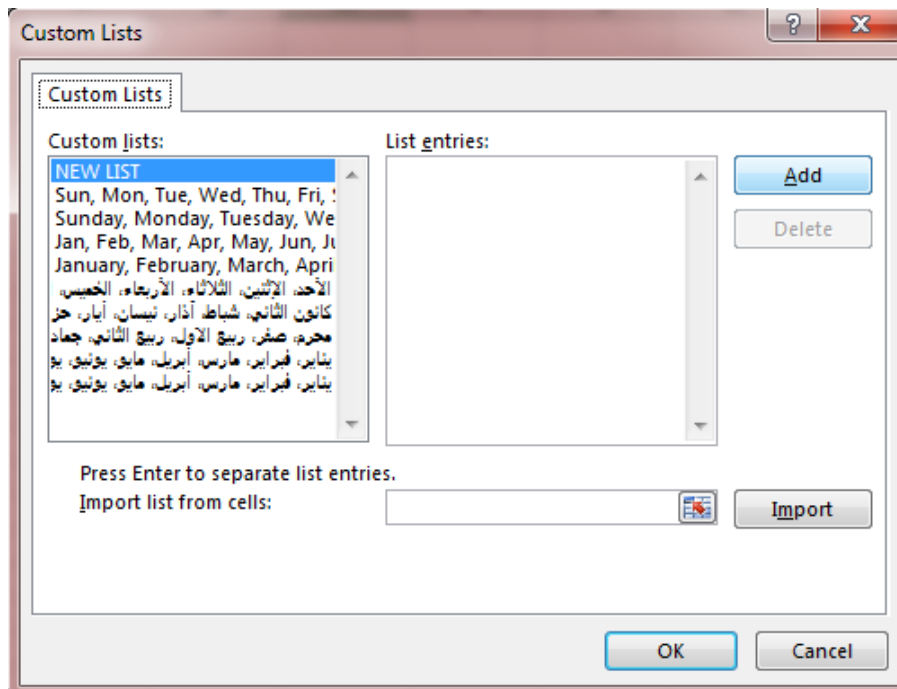 Custom Lists
Custom Lists
Custom lists:
NEW LIST
Sun, Mon, Tue, Wed, Thu, Fri,
Sunday, Monday, Tuesday, We
Jan, Feb, Mar, Apr, May, Jun, Ju
January, February, March, Apri
الأحد، الإثنين، الثلاثاء، الأربعاء، الخميس،
كانون الثاني، شباط، آذار، نيسان، أيار، حز
محرم، صفر، ربيع الاول، ربيع الثاني، جماد
يناير، فبراير، مارس، أبريل، مايو، يونيو، يو
يناير، فبراير، مارس، أبريل، مايو، يونيو، يو
List entries:
Add
Delete
Press Enter to separate list entries.
Import list from cells:
Import
OK
Cancel